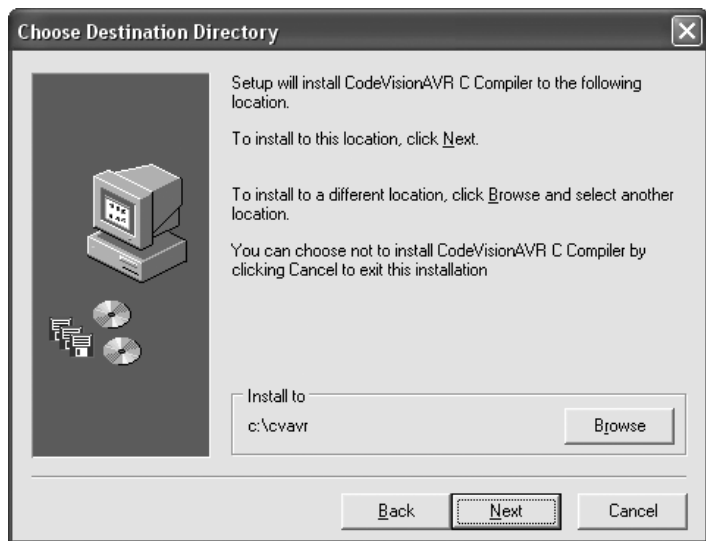 Choose Destination Directory
Setup will install CodeVisionAVR C Compiler to the following
location.
To install to this location, click Next.
To install to a different location, click Browse and select another
location.
You can choose not to install CodeVisionAVR C Compiler by
clicking Cancel to exit this installation
Install to
c:\cvavr
Browse
Back
Next
Cancel